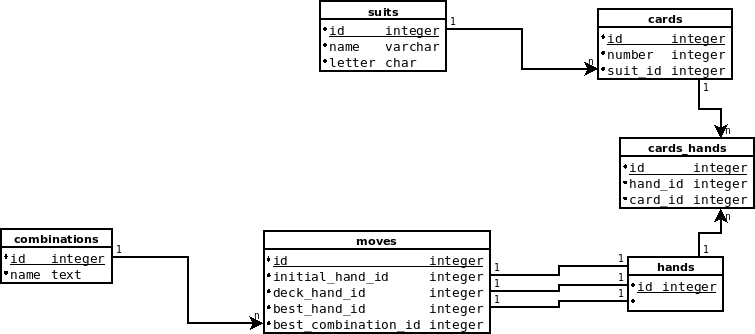 suits
id integer
name varchar
letter char
1
n
cards
id integer
number integer
suit_id integer
1
n
cards_hands
id integer
hand_id integer
card_id integer
n
1
combinations
id integer
name text
1
n
moves
id integer
initial_hand_id integer
deck_hand_id integer
best_hand_id integer
best_combination_id integer
1 1
1 1
1 1
hands
id integer